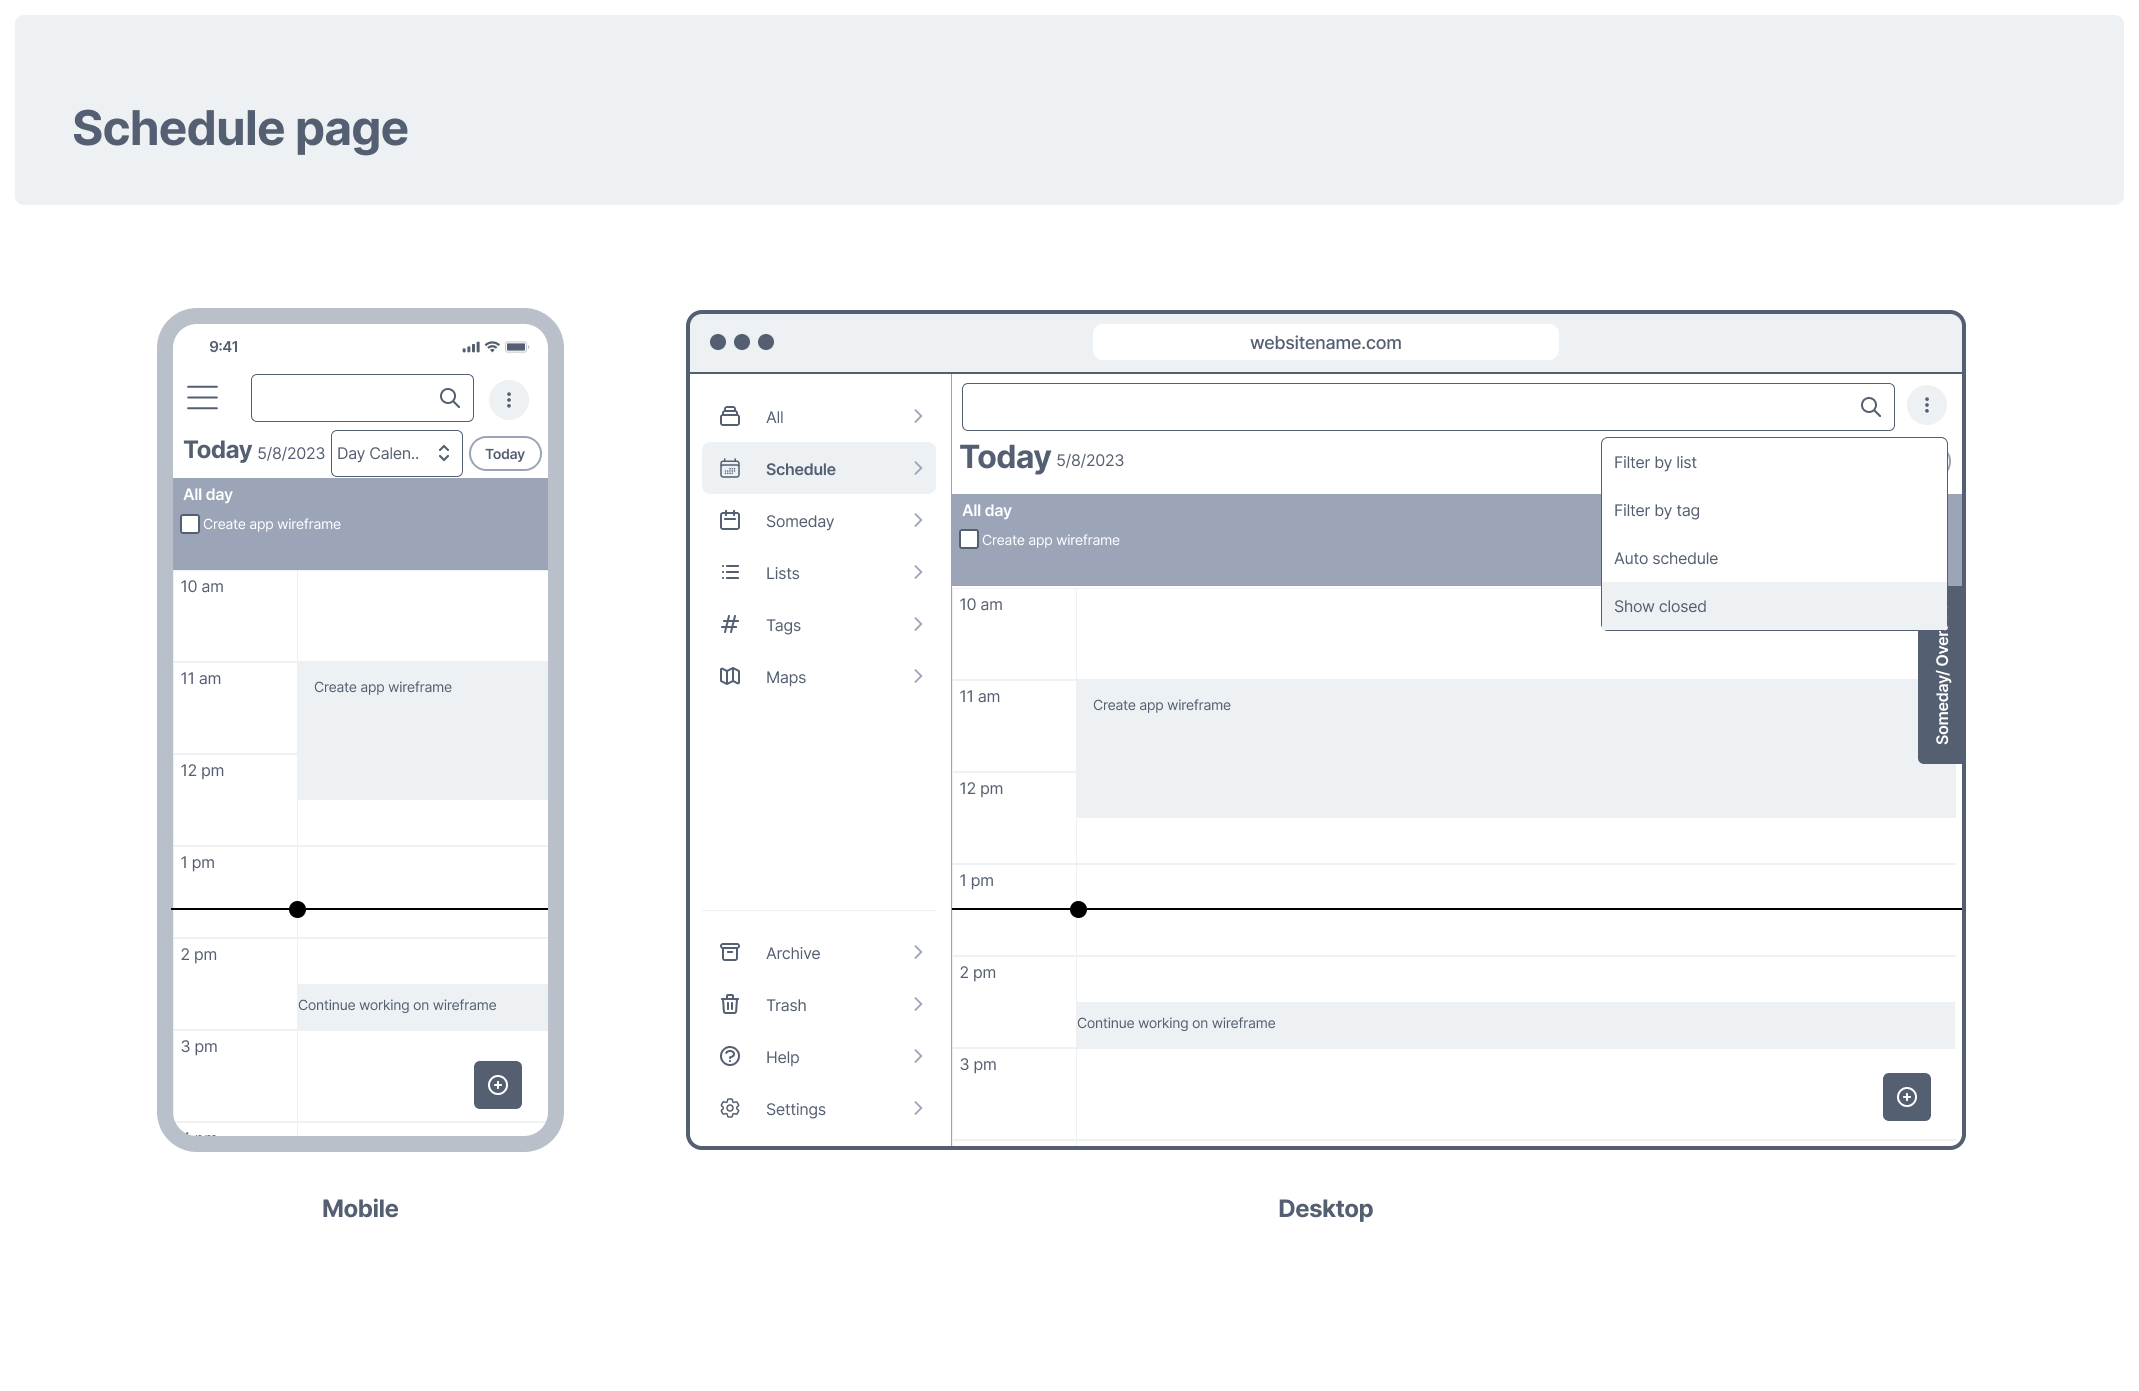 Schedule page
9:41
Today 5/8/2023 Day Calen.. Today
All day
Create app wireframe
10 am
11 am
Create app wireframe
12 pm
1 pm
2 pm
Continue working on wireframe
3 pm
Mobile
websitename.com
All
Schedule
Someday
Lists
Tags
Maps
Archive
Trash
Help
Settings
Today 5/8/2023
Filter by list
Filter by tag
Auto schedule
Show closed
All day
Create app wireframe
10 am
11 am
Create app wireframe
12 pm
1 pm
2 pm
Continue working on wireframe
3 pm
Someday/
Desktop